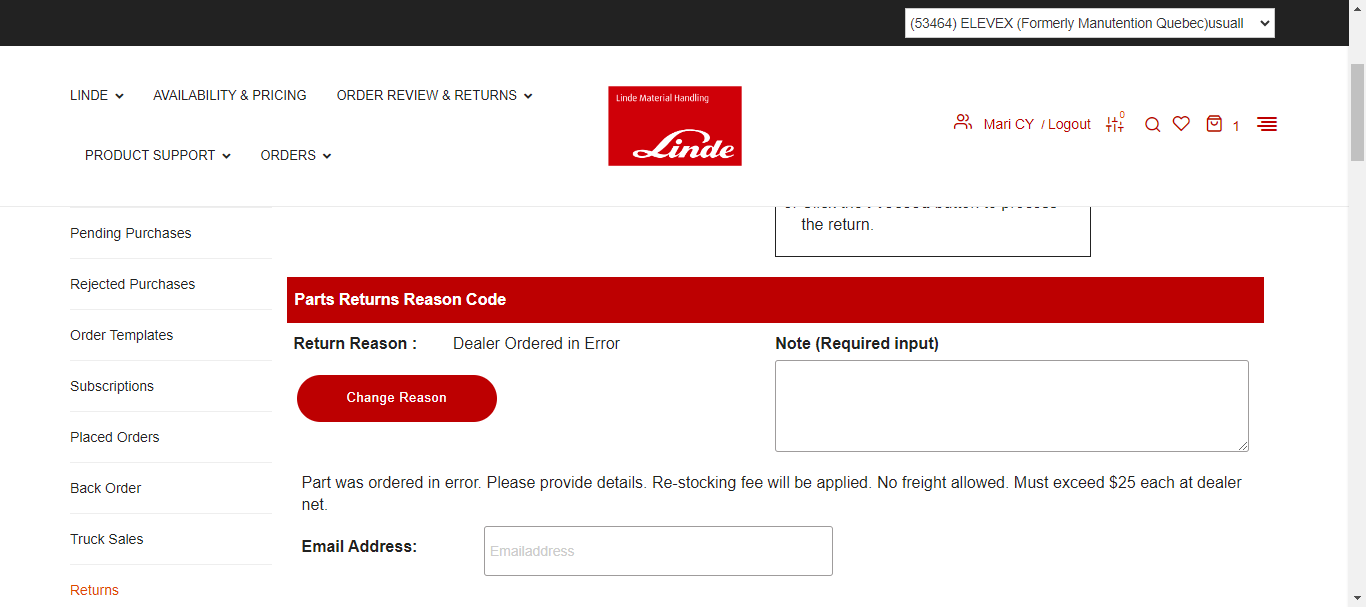 (53464) ELEVEX (Formerly Manutention Quebec)usuall
LINDE
AVAILABILITY & PRICING
ORDER REVIEW & RETURNS
PRODUCT SUPPORT
ORDERS
Linde Material Handling
Linde
Mari CY / Logout
0
1
the return.
Pending Purchases
Rejected Purchases
Order Templates
Subscriptions
Placed Orders
Back Order
Truck Sales
Returns
Parts Returns Reason Code
Return Reason :
Dealer Ordered in Error
Change Reason
Note (Required input)
Part was ordered in error. Please provide details. Re-stocking fee will be applied. No freight allowed. Must exceed $25 each at dealer
net.
Email Address:
Emailaddress